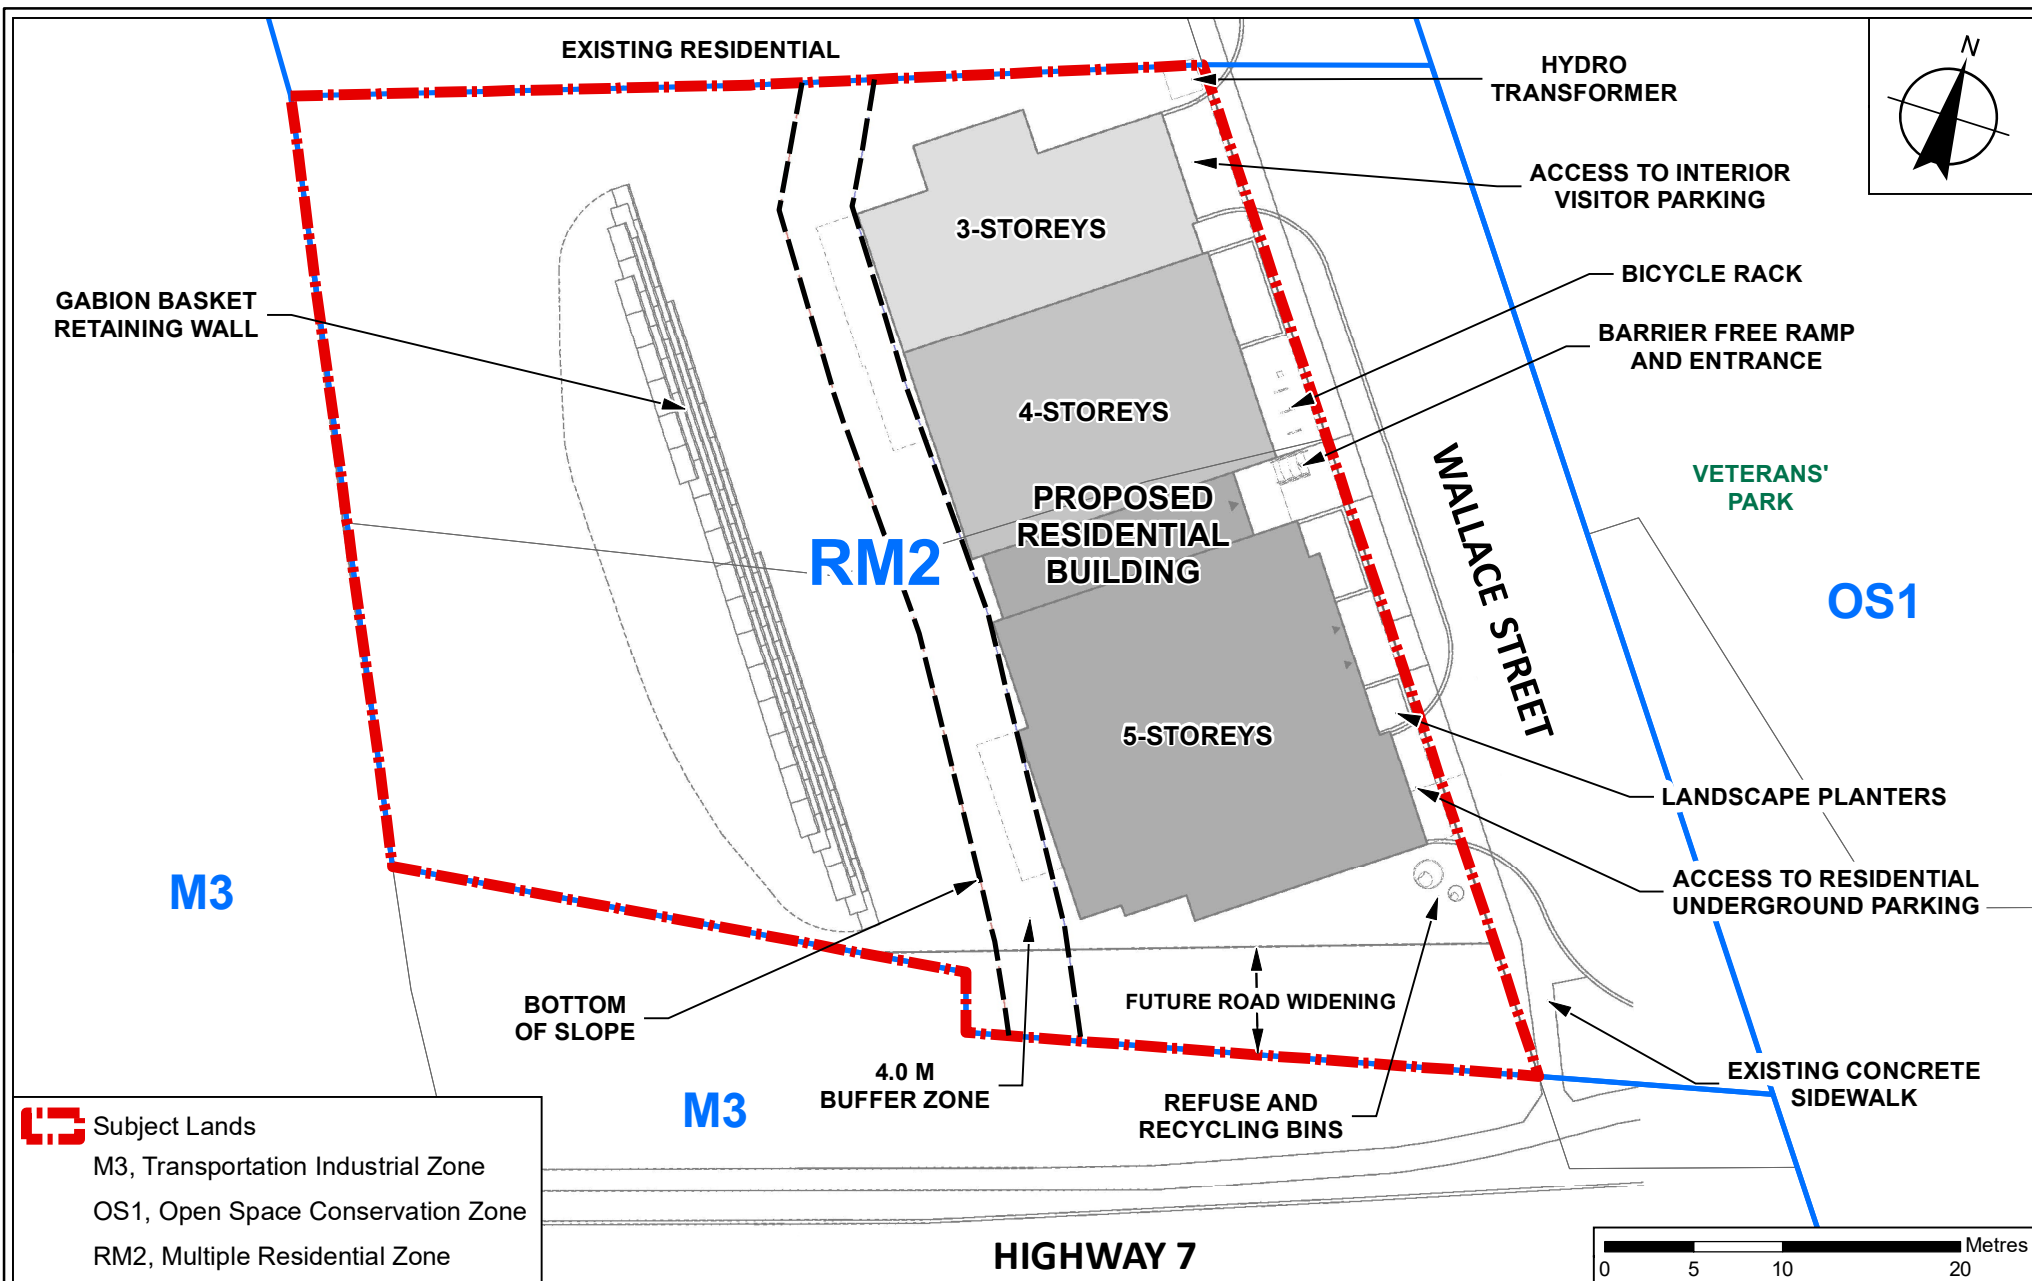 EXISTING RESIDENTIAL
HYDRO
TRANSFORMER
N
ACCESS TO INTERIOR
VISITOR PARKING
3-STOREYS
BICYCLE RACK
GABION BASKET
RETAINING WALL
BARRIER FREE RAMP
AND ENTRANCE
4-STOREYS
WALLACE STREET
VETERANS'
PARK
PROPOSED
RESIDENTIAL
BUILDING
RM2
OS1
5-STOREYS
LANDSCAPE PLANTERS
M3
ACCESS TO RESIDENTIAL
UNDERGROUND PARKING
BOTTOM
OF SLOPE
FUTURE ROAD WIDENING
4.0 M
BUFFER ZONE
EXISTING CONCRETE
SIDEWALK
M3
REFUSE AND
RECYCLING BINS
Subject Lands
M3, Transportation Industrial Zone
OS1, Open Space Conservation Zone
RM2, Multiple Residential Zone
HIGHWAY 7
Metres
0 5 10 20